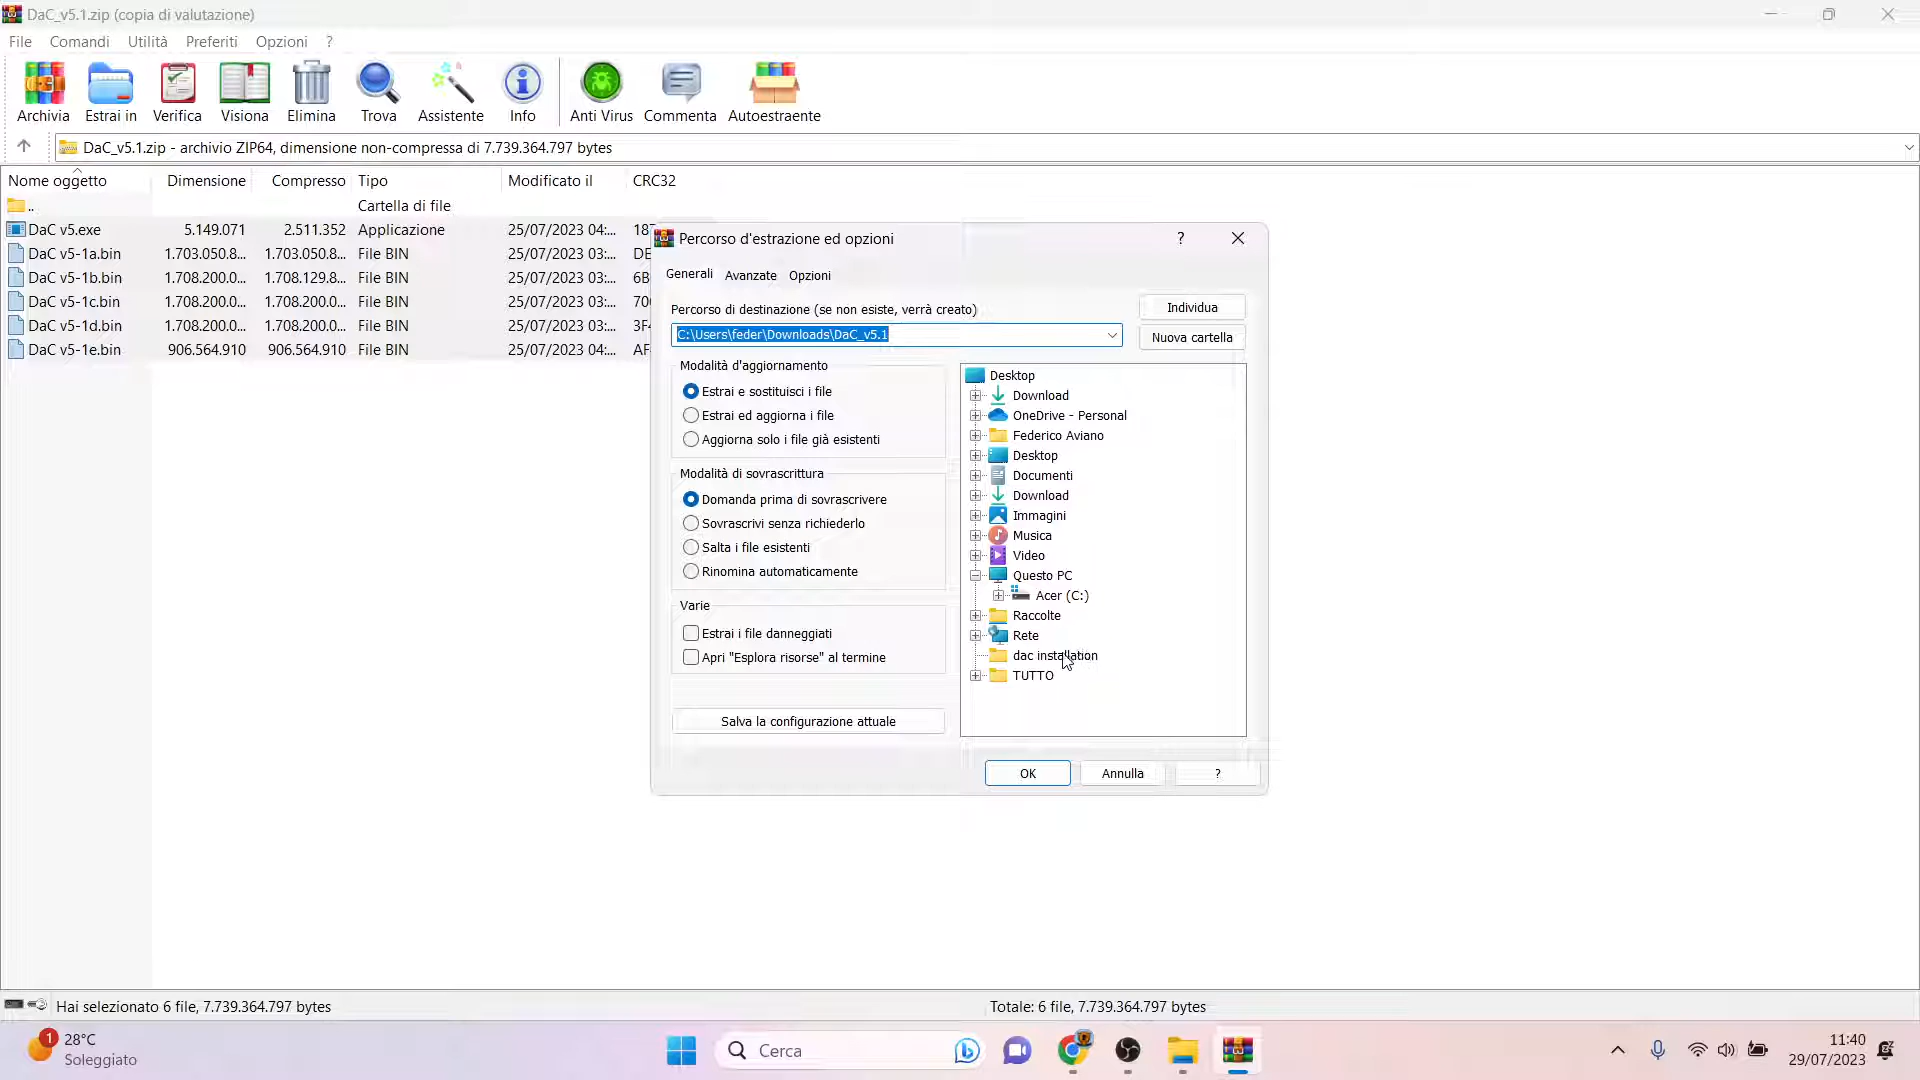 DaC_v5.1.zip (copia di valutazione)
File Comandi Utilità Preferiti Opzioni ?
Archivia Estrai in Verifica Visiona Elimina Trova Assistente Info Anti Virus Commenta Autoestraente
DaC_v5.1.zip - archivio ZIP64, dimensione non-compressa di 7.739.364.797 bytes
Nome oggetto Dimensione Compresso Tipo Modificato il CRC32
.. Cartella di file
DaC v5.exe 5.149.071 2.511.352 Applicazione 25/07/2023 04:... 18
DaC v5-1a.bin 1.703.050.8... 1.703.050.8... File BIN 25/07/2023 03:... DE
DaC v5-1b.bin 1.708.200.0... 1.708.129.8... File BIN 25/07/2023 03:... 6B
DaC v5-1c.bin 1.708.200.0... 1.708.200.0... File BIN 25/07/2023 03:... 70
DaC v5-1d.bin 1.708.200.0... 1.708.200.0... File BIN 25/07/2023 03:... 3F
DaC v5-1e.bin 906.564.910 906.564.910 File BIN 25/07/2023 04:... AF
Percorso d'estrazione ed opzioni ?
Generali Avanzate Opzioni
Percorso di destinazione (se non esiste, verrà creato)
Individua
C:\Users\feder\Downloads\DaC_v5.1
Nuova cartella
Modalità d'aggiornamento
Estrai e sostituisci i file
Estrai ed aggiorna i file
Aggiorna solo i file già esistenti
Modalità di sovrascrittura
Domanda prima di sovrascrivere
Sovrascrivi senza richiederlo
Salta i file esistenti
Rinomina automaticamente
Varie
Estrai i file danneggiati
Apri "Esplora risorse" al termine
Salva la configurazione attuale
Desktop
Download
OneDrive - Personal
Federico Aviano
Desktop
Documenti
Download
Immagini
Musica
Video
Questo PC
Acer (C:)
Raccolte
Rete
dac installation
TUTTO
OK Annulla ?
Hai selezionato 6 file, 7.739.364.797 bytes
Totale: 6 file, 7.739.364.797 bytes
1
28°C
Soleggiato
Cerca
11:40
29/07/2023